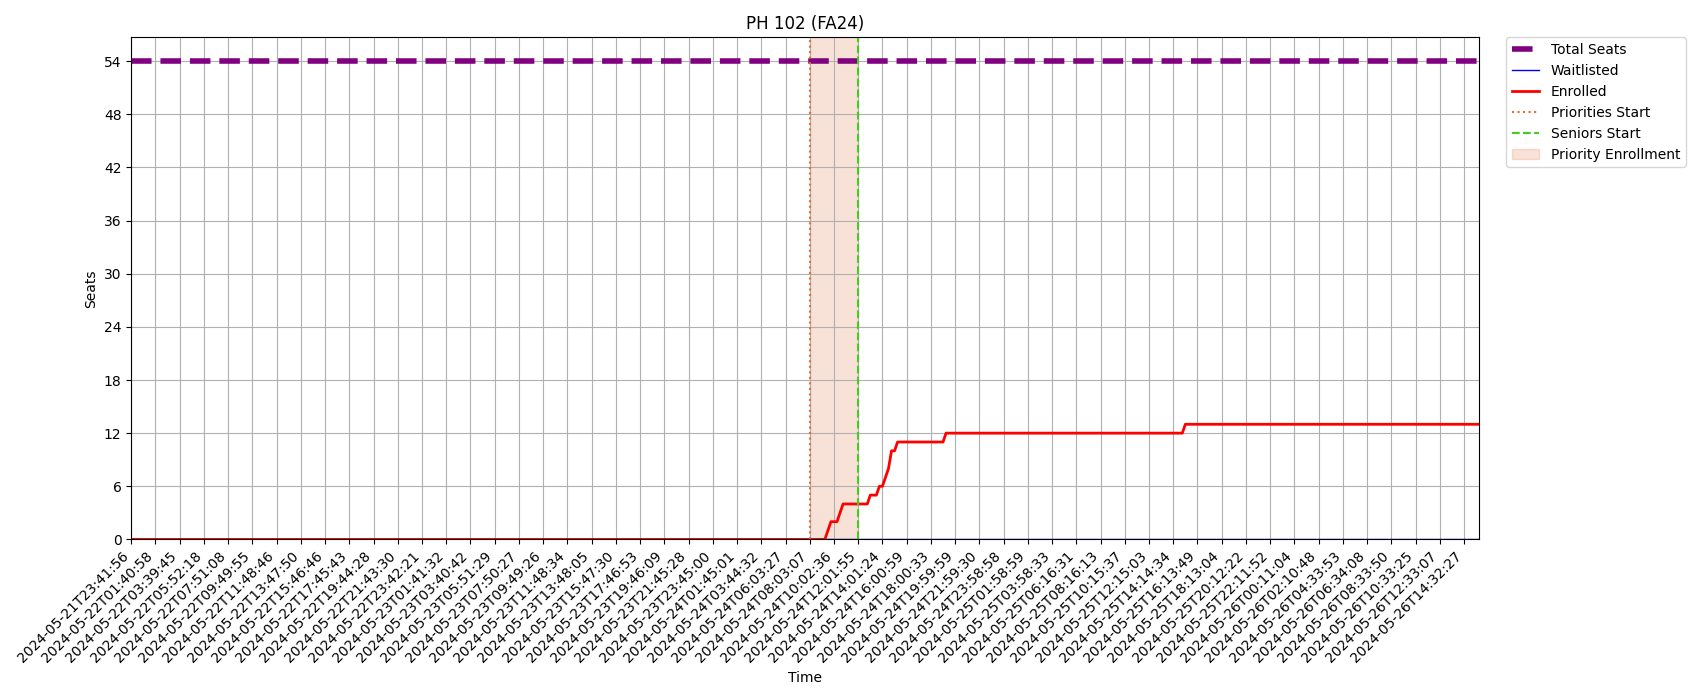 PH 102 (FA24)
Total Seats
Waitlisted
Enrolled
Priorities Start
Seniors Start
Priority Enrollment
Seats
54
48
42
36
30
24
18
12
6
0
2024-05-21T23:41:56
2024-05-22T01:40:58
2024-05-22T03:39:45
2024-05-22T05:52:18
2024-05-22T07:51:08
2024-05-22T09:49:55
2024-05-22T11:48:46
2024-05-22T13:47:50
2024-05-22T15:46:46
2024-05-22T17:45:43
2024-05-22T19:44:28
2024-05-22T21:43:30
2024-05-22T23:42:21
2024-05-23T01:41:32
2024-05-23T03:40:42
2024-05-23T05:51:29
2024-05-23T07:50:27
2024-05-23T09:49:26
2024-05-23T11:48:34
2024-05-23T13:48:05
2024-05-23T15:47:30
2024-05-23T17:46:53
2024-05-23T19:46:09
2024-05-23T21:45:28
2024-05-23T23:45:00
2024-05-24T01:45:01
2024-05-24T03:44:32
2024-05-24T06:03:27
2024-05-24T08:03:07
2024-05-24T10:02:36
2024-05-24T12:01:55
2024-05-24T14:01:24
2024-05-24T16:00:59
2024-05-24T18:00:33
2024-05-24T19:59:59
2024-05-24T21:59:30
2024-05-24T23:58:58
2024-05-25T01:58:59
2024-05-25T03:58:33
2024-05-25T06:16:31
2024-05-25T08:16:13
2024-05-25T10:15:37
2024-05-25T12:15:03
2024-05-25T14:14:34
2024-05-25T16:13:49
2024-05-25T18:13:04
2024-05-25T20:12:22
2024-05-25T22:11:52
2024-05-26T00:11:04
2024-05-26T02:10:48
2024-05-26T04:33:53
2024-05-26T06:34:08
2024-05-26T08:33:50
2024-05-26T10:33:25
2024-05-26T12:33:07
2024-05-26T14:32:27
Time